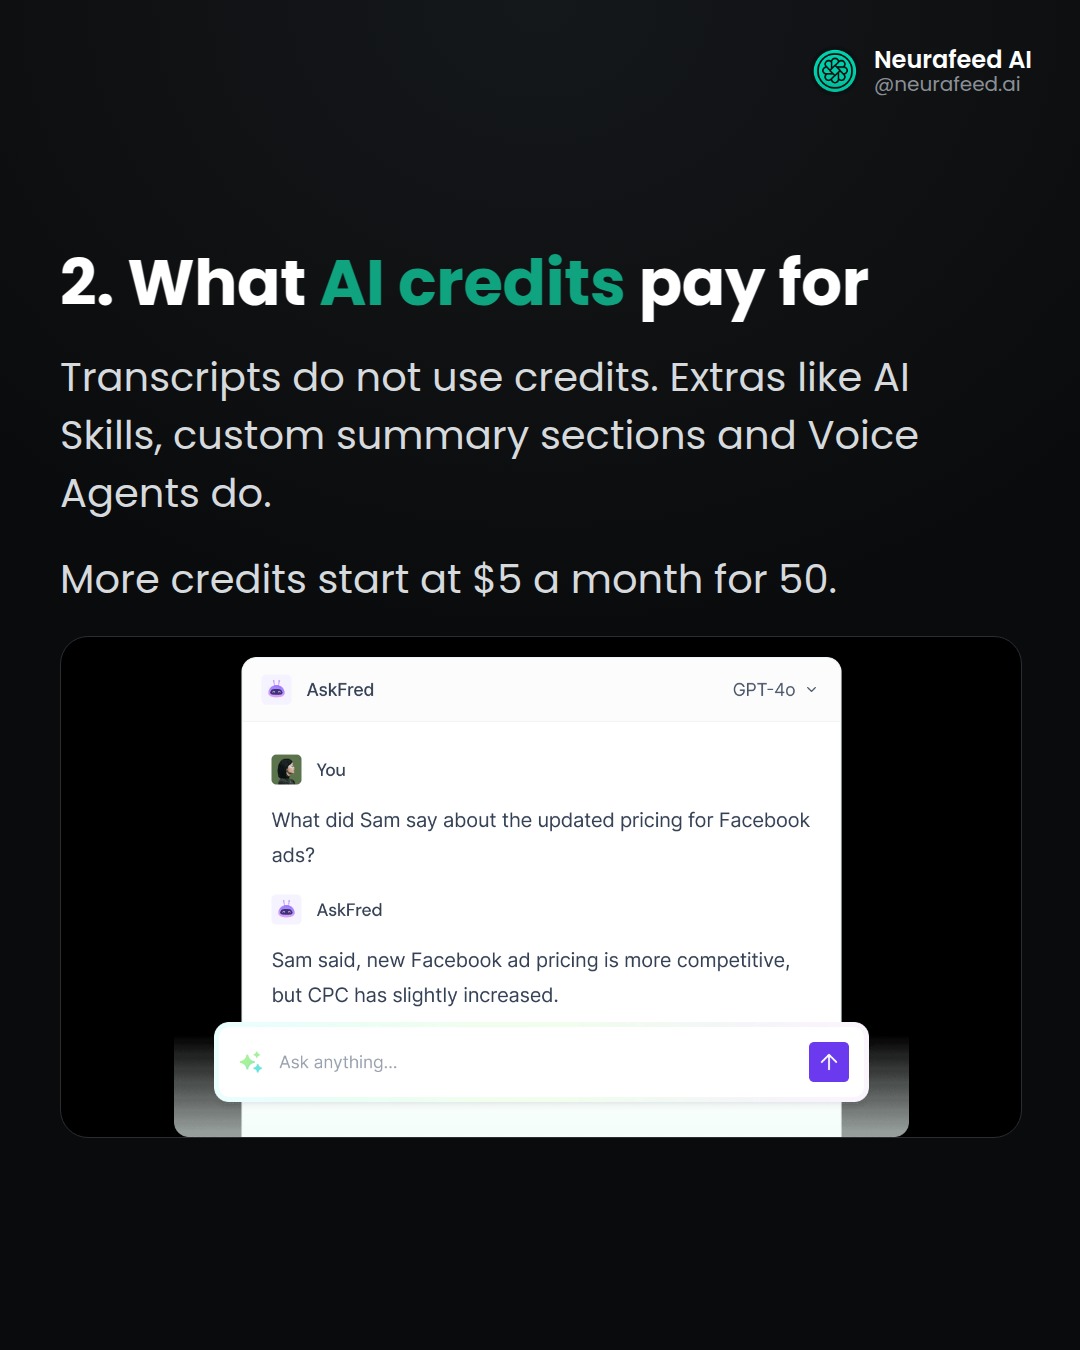 Neurafeed AI
@neurafeed.ai
2. What AI credits pay for
Transcripts do not use credits. Extras like AI
Skills, custom summary sections and Voice
Agents do.
More credits start at $5 a month for 50.
AskFred
GPT-4o
You
What did Sam say about the updated pricing for Facebook
ads?
AskFred
Sam said, new Facebook ad pricing is more competitive,
but CPC has slightly increased.
Ask anything...